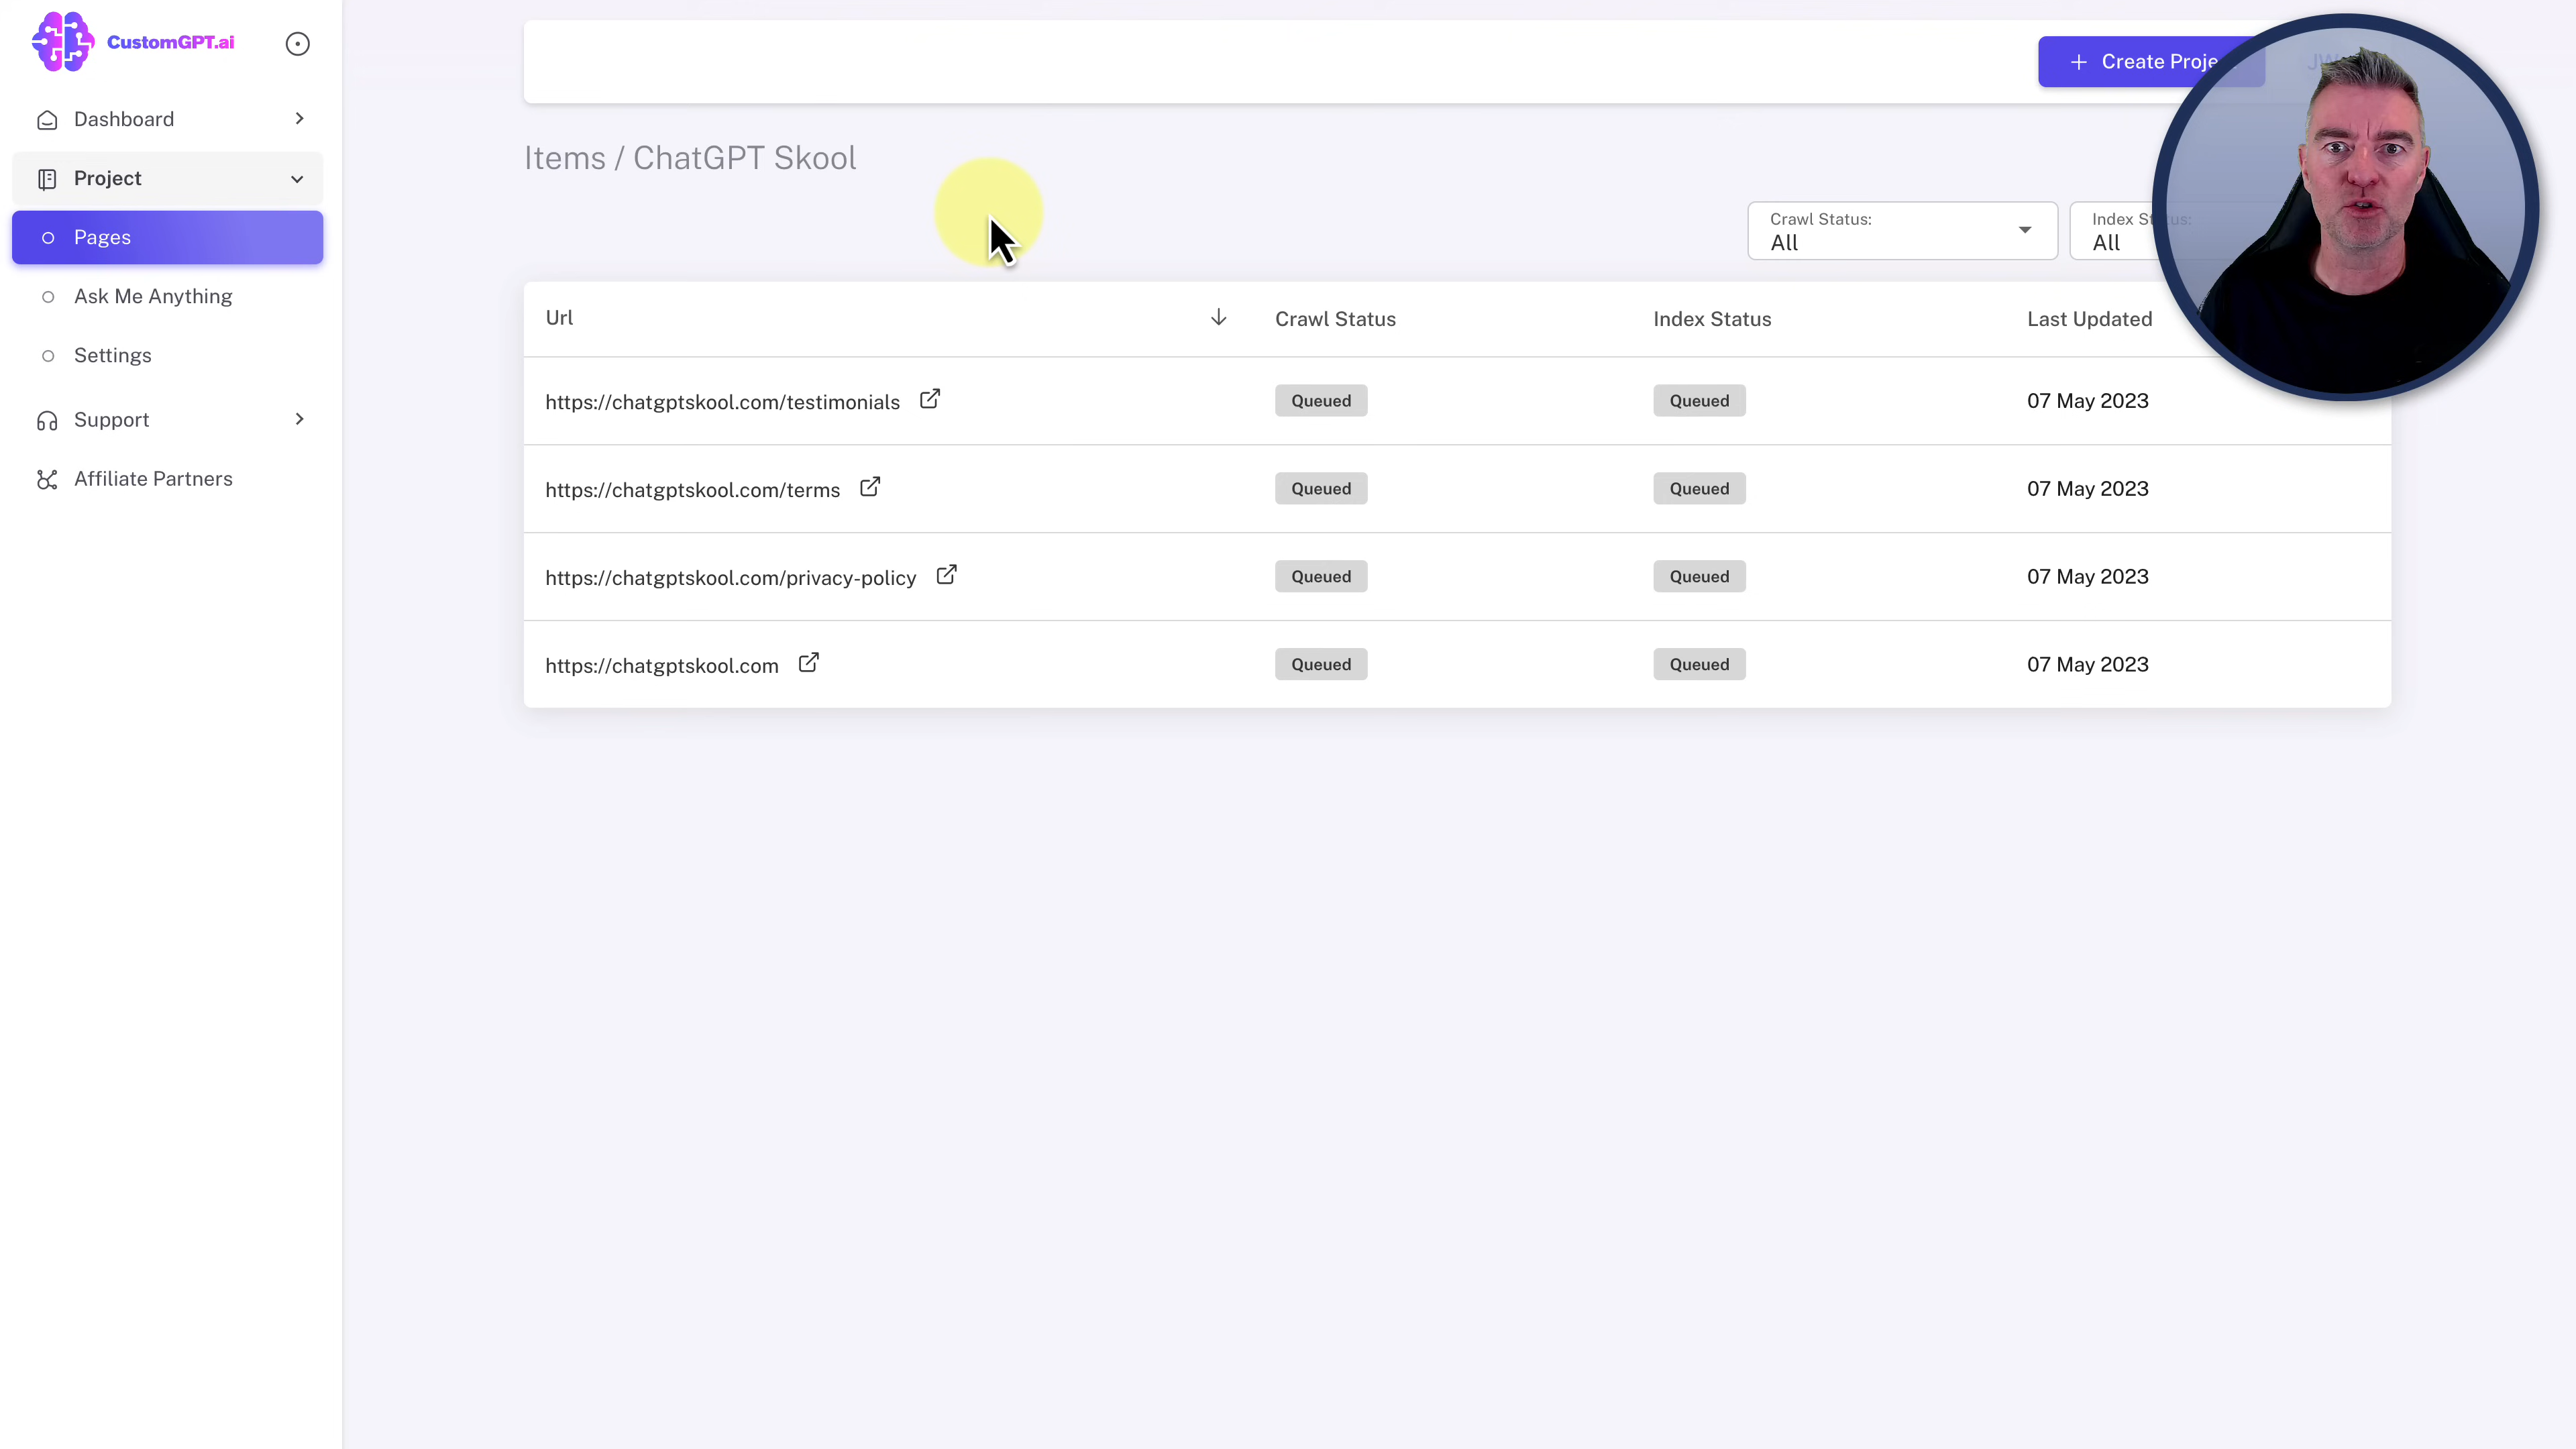 CustomGPT.ai
Dashboard
Project
Pages
Ask Me Anything
Settings
Support
Affiliate Partners
+ Create Proje
Items / ChatGPT Skool
Crawl Status:
All
Index Status:
All
Url Crawl Status Index Status Last Updated
https://chatgptskool.com/testimonials Queued Queued 07 May 2023
https://chatgptskool.com/terms Queued Queued 07 May 2023
https://chatgptskool.com/privacy-policy Queued Queued 07 May 2023
https://chatgptskool.com Queued Queued 07 May 2023